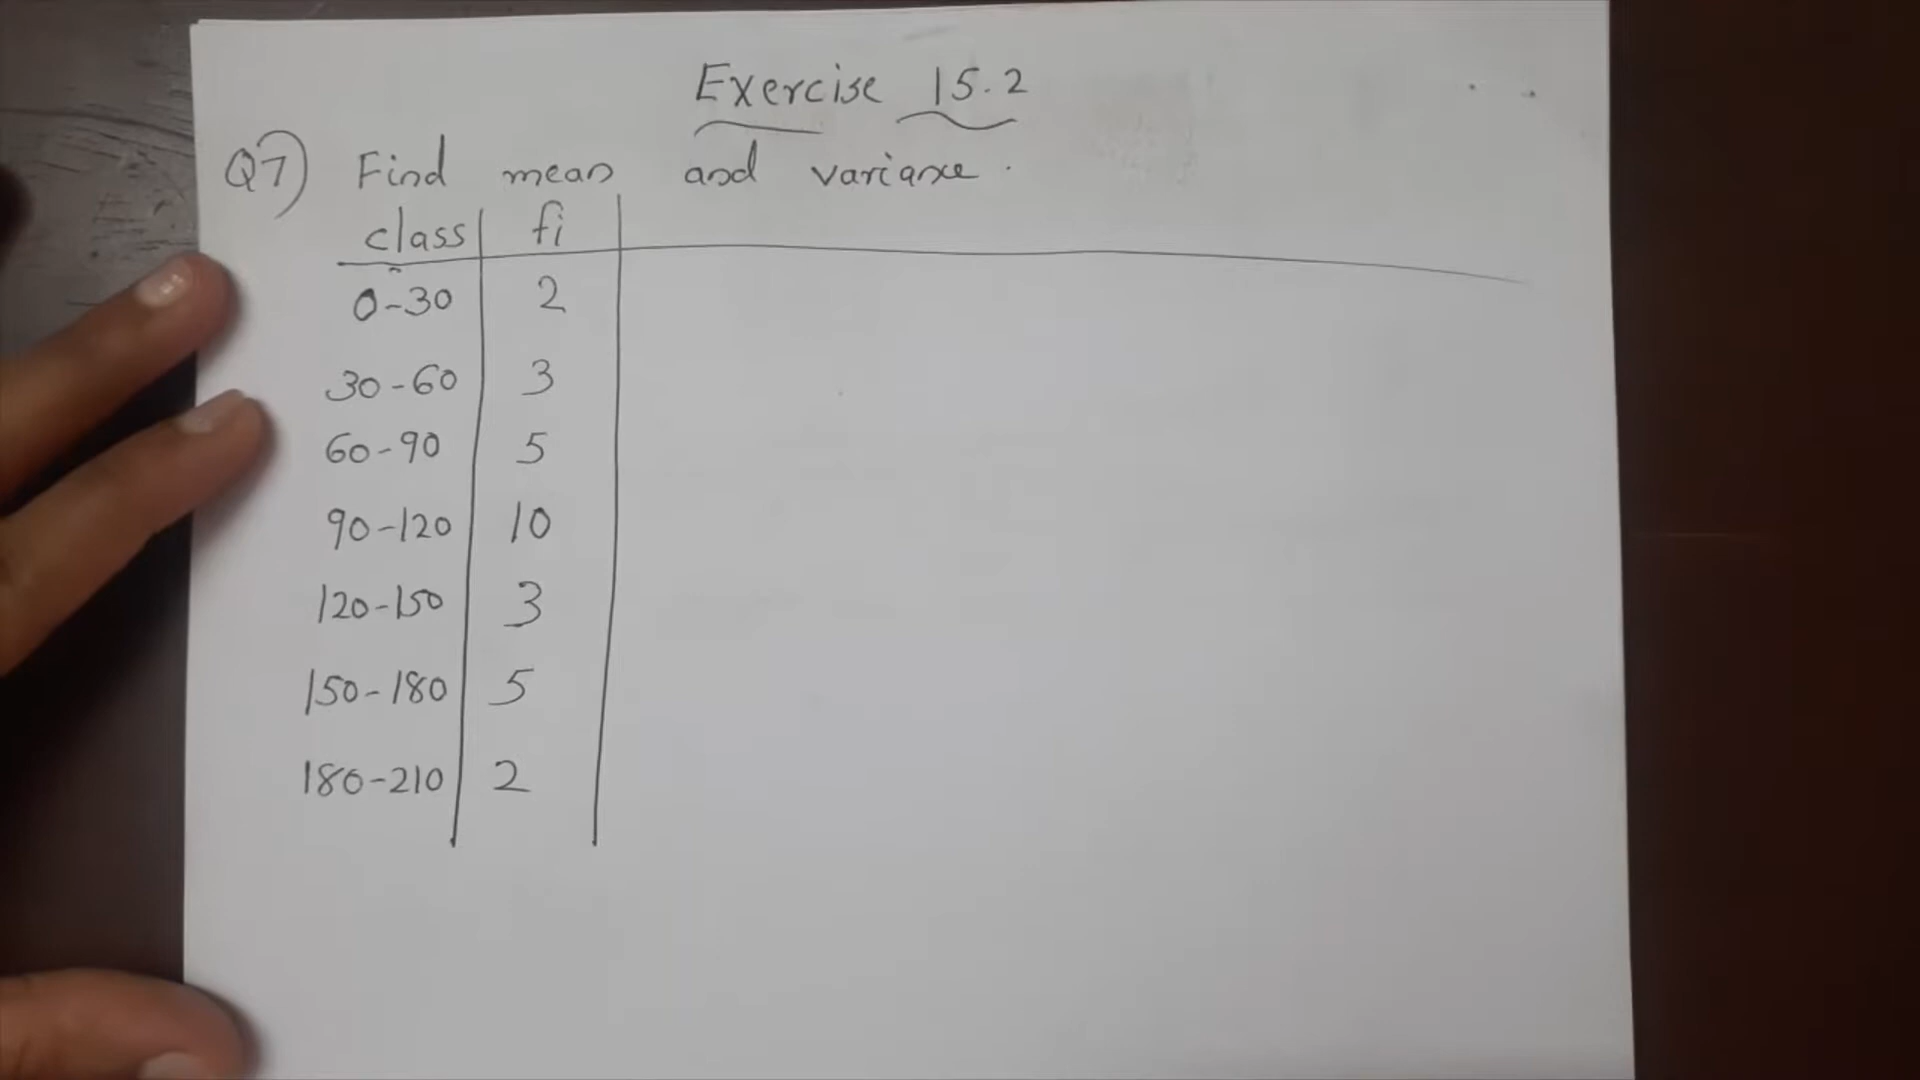 Exercise 15.2
Q7) Find mean and variance.
class fi
0-30 2
30-60 3
60-90 5
90-120 10
120-150 3
150-180 5
180-210 2